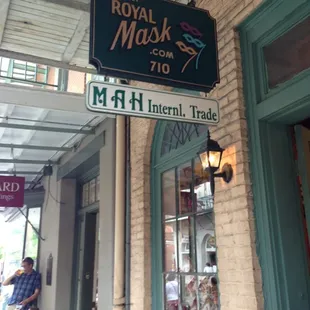 ROYAL
Mask
.COM
710
MAH Internl, Trade